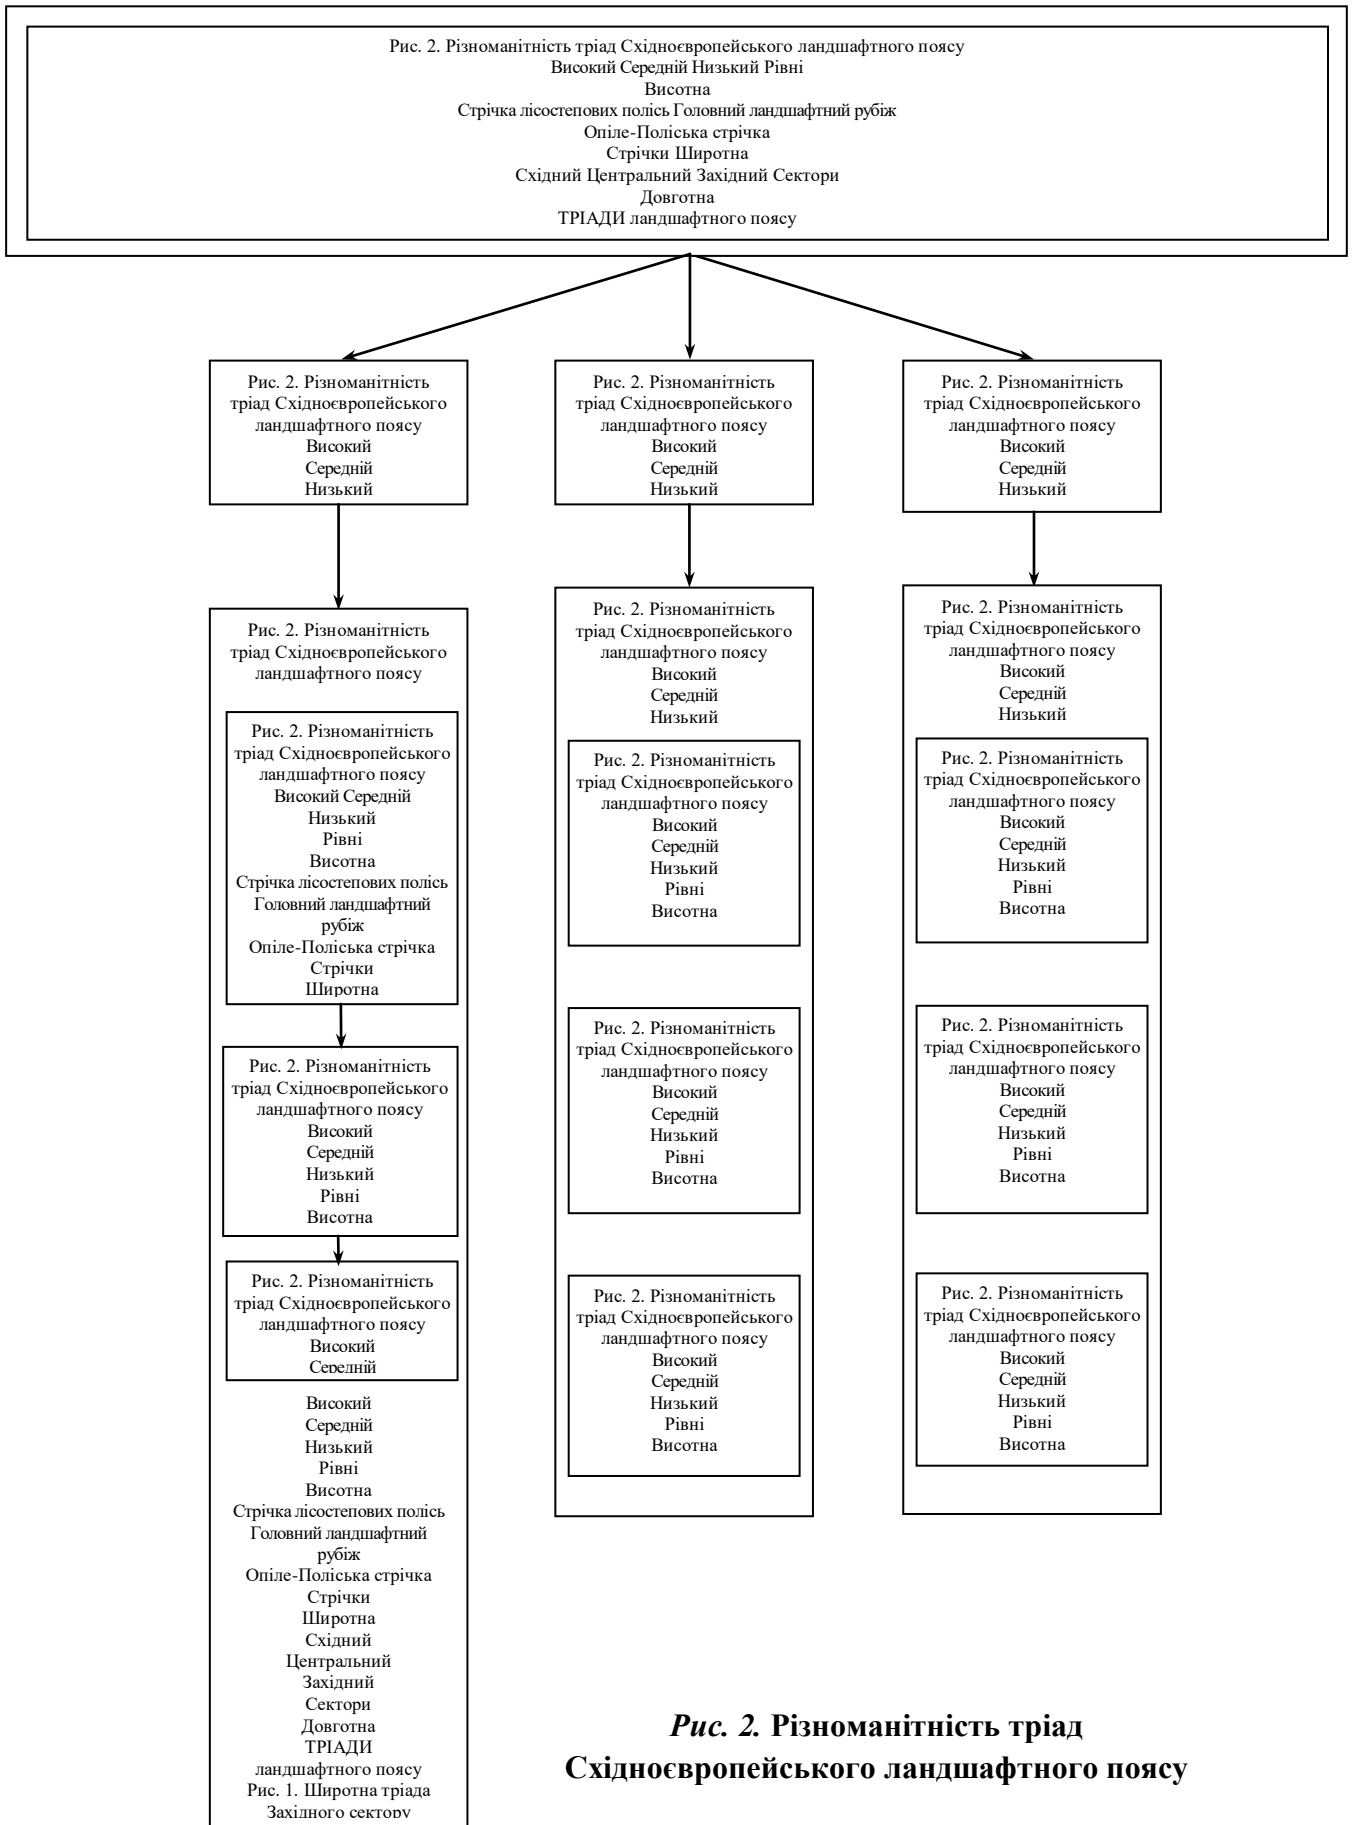 Рис. 2. Різноманітність тріад Східноєвропейського ландшафтного поясу
Високий Середній Низький Рівні
Висотна
Стрічка лісостепових полісь Головний ландшафтний рубіж
Опіле-Поліська стрічка
Стрічки Широтна
Східний Центральний Західний Сектори
Довготна
ТРІАДИ ландшафтного поясу
Рис. 2. Різноманітність
тріад Східноєвропейського
ландшафтного поясу
Високий
Середній
Низький
Рис. 2. Різноманітність
тріад Східноєвропейського
ландшафтного поясу
Високий
Середній
Низький
Рис. 2. Різноманітність
тріад Східноєвропейського
ландшафтного поясу
Високий
Середній
Низький
Рис. 2. Різноманітність
тріад Східноєвропейського
ландшафтного поясу
Рис. 2. Різноманітність
тріад Східноєвропейського
ландшафтного поясу
Високий Середній
Низький
Рівні
Висотна
Стрічка лісостепових полісь
Головний ландшафтний
рубіж
Опіле-Поліська стрічка
Стрічки
Широтна
Рис. 2. Різноманітність
тріад Східноєвропейського
ландшафтного поясу
Високий
Середній
Низький
Рівні
Висотна
Рис. 2. Різноманітність
тріад Східноєвропейського
ландшафтного поясу
Високий
Середній
Високий
Середній
Низький
Рівні
Висотна
Стрічка лісостепових полісь
Головний ландшафтний
рубіж
Опіле-Поліська стрічка
Стрічки
Широтна
Східний
Центральний
Західний
Сектори
Довготна
ТРІАДИ
ландшафтного поясу
Рис. 1. Широтна тріада
Західного сектору
Рис. 2. Різноманітність
тріад Східноєвропейського
ландшафтного поясу
Високий
Середній
Низький
Рис. 2. Різноманітність
тріад Східноєвропейського
ландшафтного поясу
Високий
Середній
Низький
Рівні
Висотна
Рис. 2. Різноманітність
тріад Східноєвропейського
ландшафтного поясу
Високий
Середній
Низький
Рівні
Висотна
Рис. 2. Різноманітність
тріад Східноєвропейського
ландшафтного поясу
Високий
Середній
Низький
Рівні
Висотна
Рис. 2. Різноманітність
тріад Східноєвропейського
ландшафтного поясу
Високий
Середній
Низький
Рис. 2. Різноманітність
тріад Східноєвропейського
ландшафтного поясу
Високий
Середній
Низький
Рівні
Висотна
Рис. 2. Різноманітність
тріад Східноєвропейського
ландшафтного поясу
Високий
Середній
Низький
Рівні
Висотна
Рис. 2. Різноманітність
тріад Східноєвропейського
ландшафтного поясу
Високий
Середній
Низький
Рівні
Висотна
Рис. 2. Різноманітність тріад
Східноєвропейського ландшафтного поясу